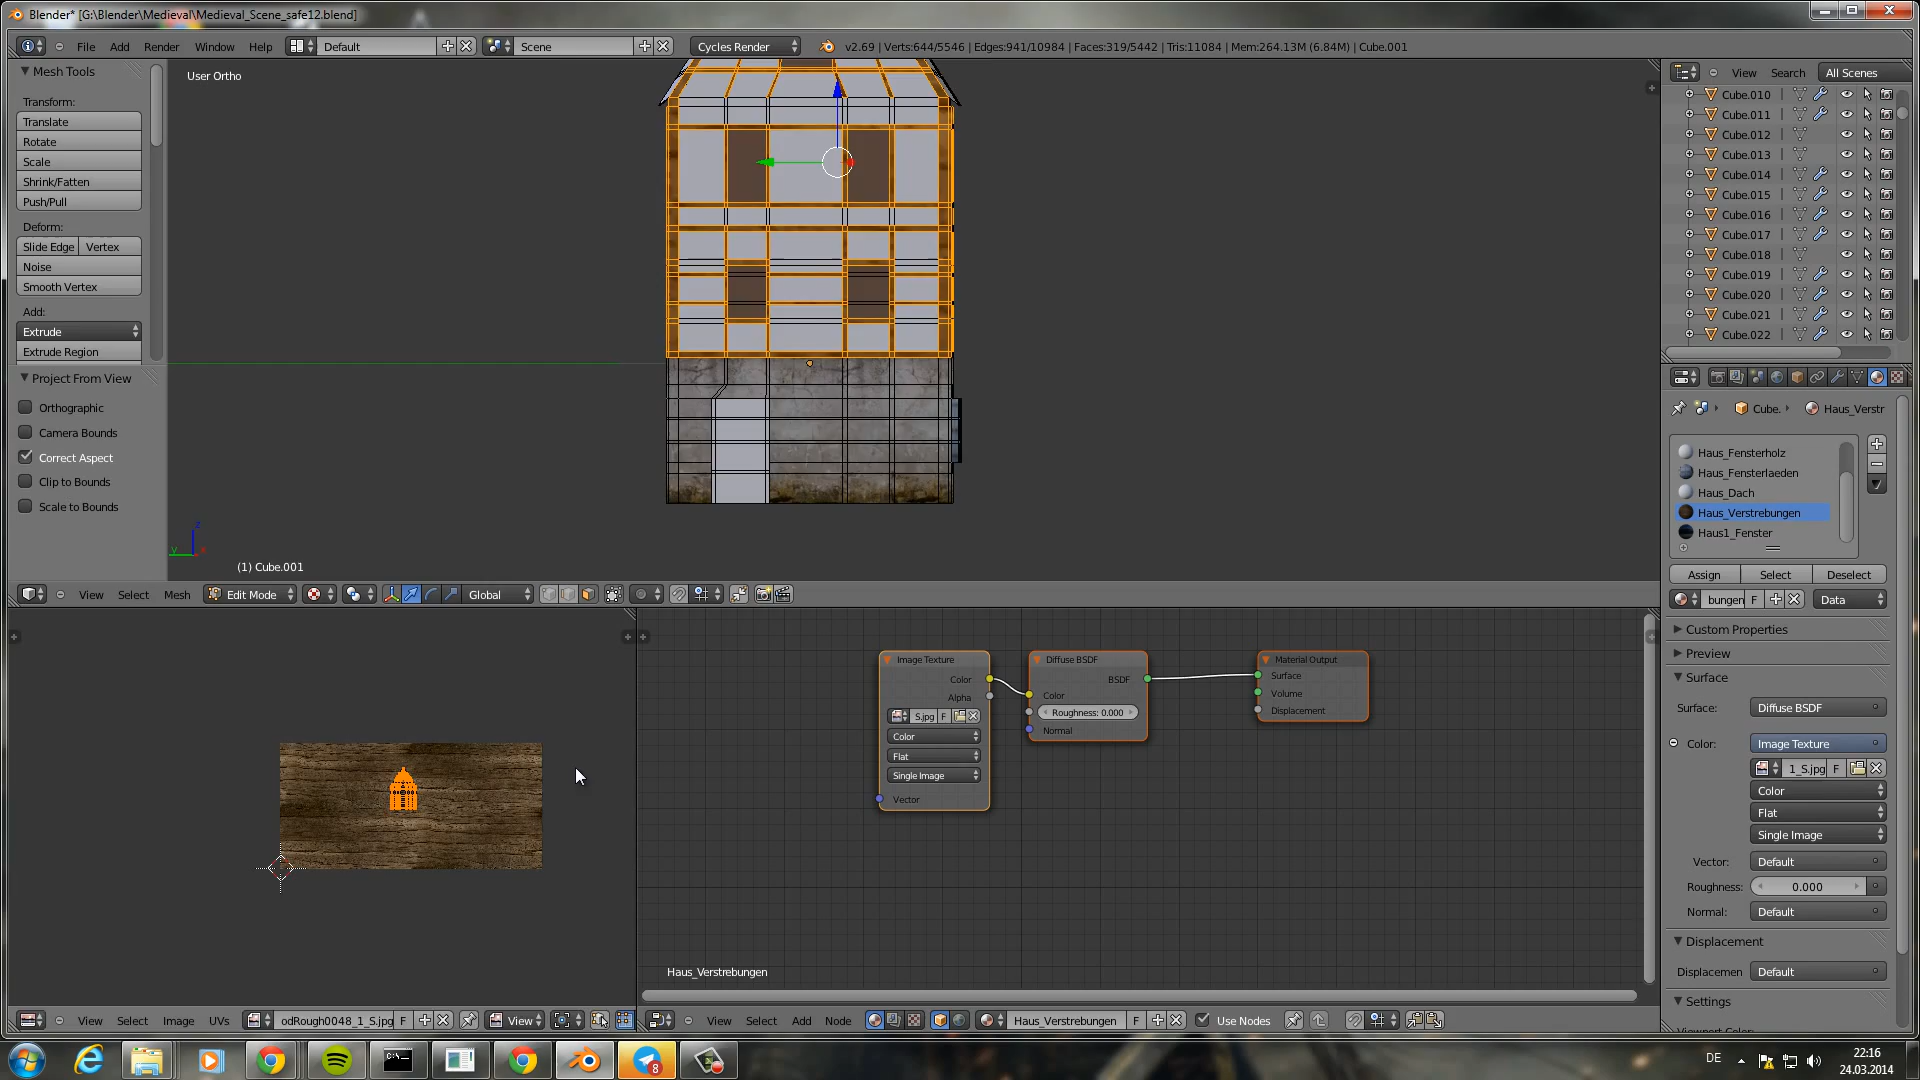 Blender* [G:\Blender\Medieval\Medieval_Scene_safe12.blend]
File Add Render Window Help Default Scene Cycles Render v2.69 | Verts:644/5546 | Edges:941/10984 | Faces:319/5442 | Tris:11084 | Mem:264.13M (6.84M) | Cube.001
Mesh Tools
Transform:
Translate
Rotate
Scale
Shrink/Fatten
Push/Pull
Deform:
Slide Edge Vertex
Noise
Smooth Vertex
Add:
Extrude
Extrude Region
Project From View
Orthographic
Camera Bounds
Correct Aspect
Clip to Bounds
Scale to Bounds
User Ortho
z
y x
(1) Cube.001
View Select Mesh Edit Mode Global
View Search All Scenes
Cube.010
Cube.011
Cube.012
Cube.013
Cube.014
Cube.015
Cube.016
Cube.017
Cube.018
Cube.019
Cube.020
Cube.021
Cube.022
Cube. Haus_Verstr
Haus_Fensterholz
Haus_Fensterlaeden
Haus_Dach
Haus_Verstrebungen
Haus1_Fenster
Assign Select Deselect
bungen F Data
Custom Properties
Preview
Surface
Surface: Diffuse BSDF
Color: Image Texture
1_S.jpg F
Color
Flat
Single Image
Vector: Default
Roughness: 0.000
Normal: Default
Displacement
Displacemen Default
Settings
Image Texture
Color
Alpha
S.jpg F
Color
Flat
Single Image
Vector
Diffuse BSDF
BSDF
Color
Roughness: 0.000
Normal
Material Output
Surface
Volume
Displacement
Haus_Verstrebungen
View Select Image UVs odRough0048_1_S.jpg F View
View Select Add Node Haus_Verstrebungen F Use Nodes
C:\
8
DE
22:16
24.03.2014